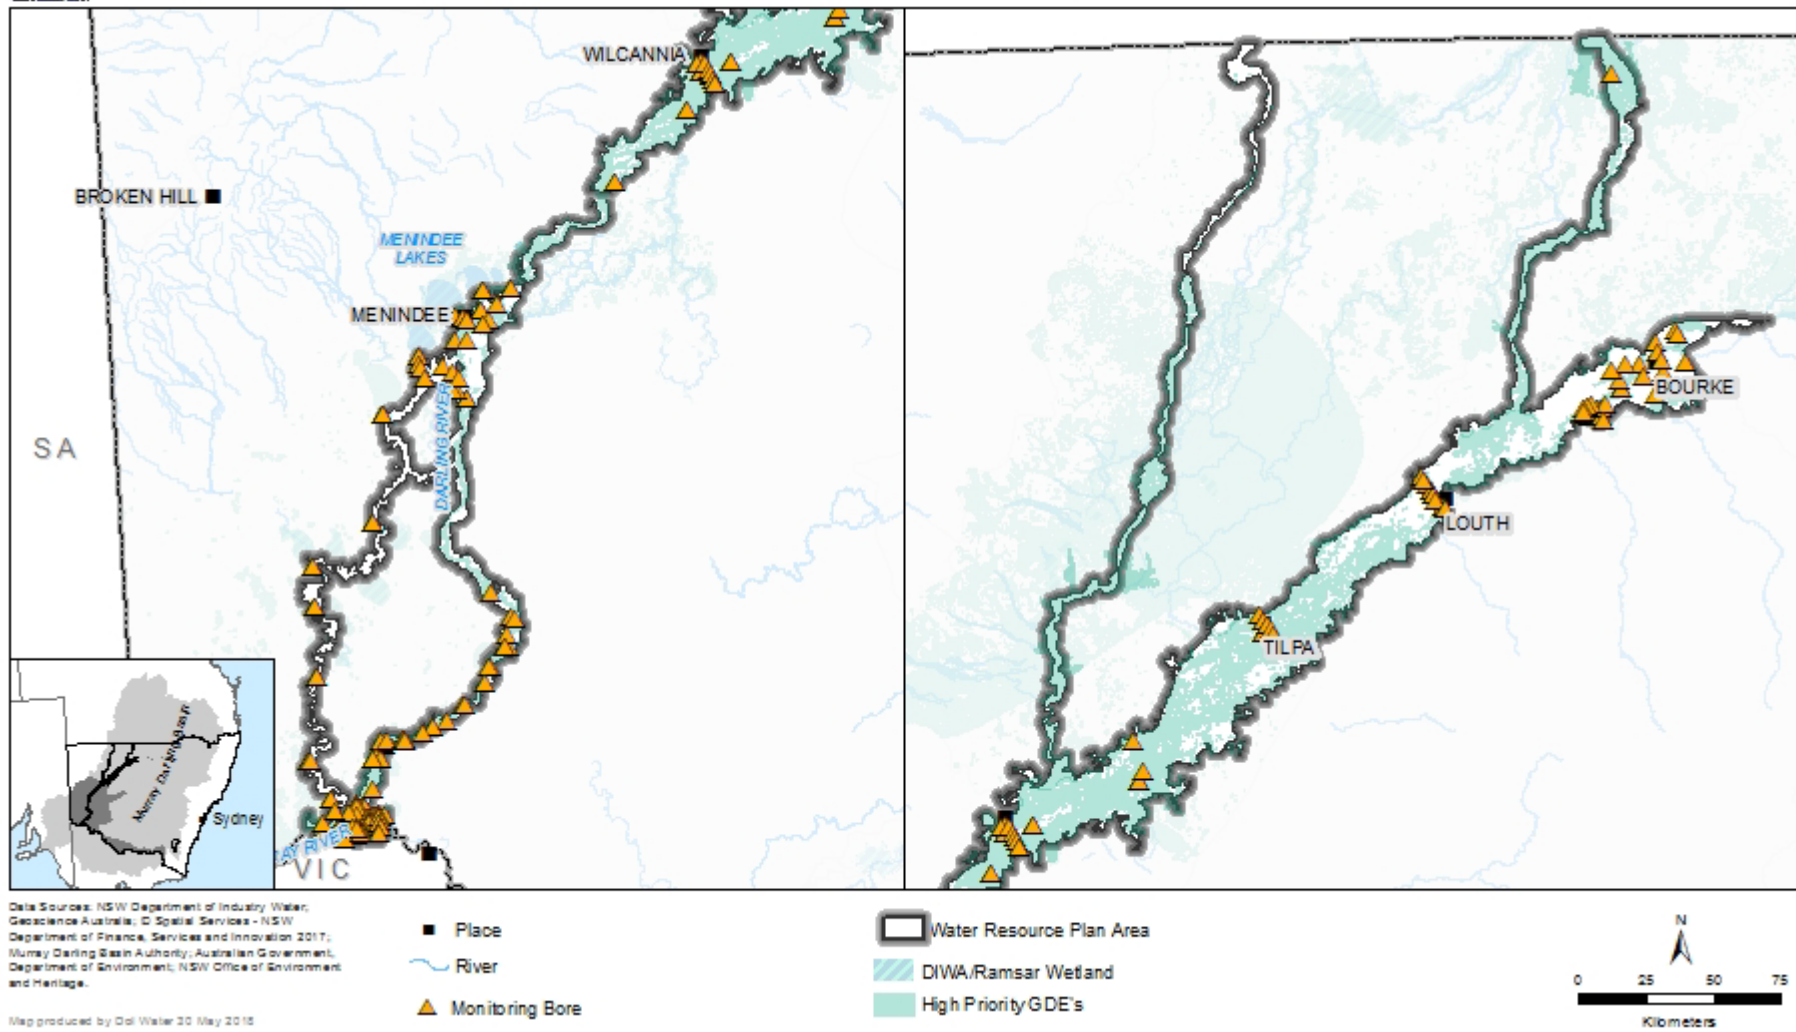 WILCANNIA
BROKEN HILL
MENINDEE
LAKES
MENINDEE
DARLING RIVER
SA
Murray Darling Basin
Sydney
RAY RIVER
VIC
BOURKE
LOUTH
TILPA
Data Sources: NSW Department of Industry Water;
Geoscience Australia; © Spatial Services - NSW
Department of Finance, Services and Innovation 2017;
Murray Darling Basin Authority; Australian Government,
Department of Environment; NSW Office of Environment
and Heritage.
Map produced by DoI Water 30 May 2018
Place
River
Monitoring Bore
Water Resource Plan Area
DIWA/Ramsar Wetland
High Priority GDE's
N
0 25 50 75
Kilometers